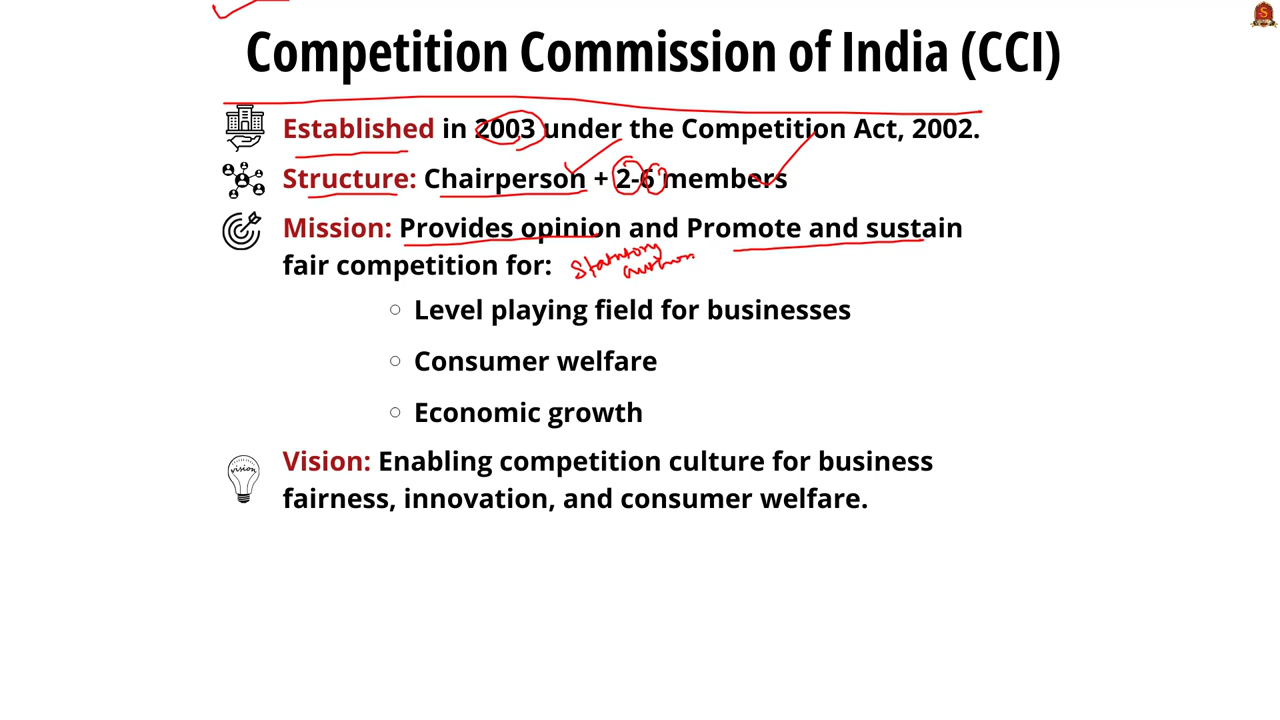 Competition Commission of India (CCI)
Established in 2003 under the Competition Act, 2002.
Structure: Chairperson + 2-6 members
Mission: Provides opinion and Promote and sustain
fair competition for:
Statutory
○ Level playing field for businesses
○ Consumer welfare
○ Economic growth
vision
Vision: Enabling competition culture for business
fairness, innovation, and consumer welfare.